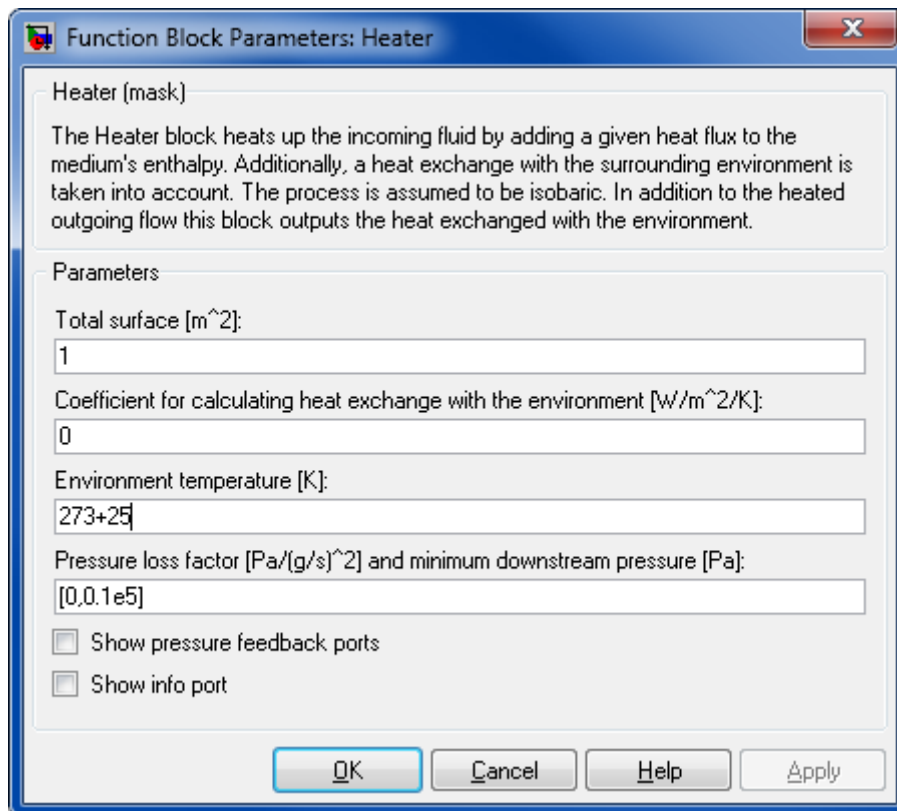 Function Block Parameters: Heater
Heater (mask)
The Heater block heats up the incoming fluid by adding a given heat flux to the
medium's enthalpy. Additionally, a heat exchange with the surrounding environment is
taken into account. The process is assumed to be isobaric. In addition to the heated
outgoing flow this block outputs the heat exchanged with the environment.
Parameters
Total surface [m^2]:
1
Coefficient for calculating heat exchange with the environment [W/m^2/K]:
0
Environment temperature [K]:
273+25
Pressure loss factor [Pa/(g/s)^2] and minimum downstream pressure [Pa]:
[0,0.1e5]
Show pressure feedback ports
Show info port
OK Cancel Help Apply